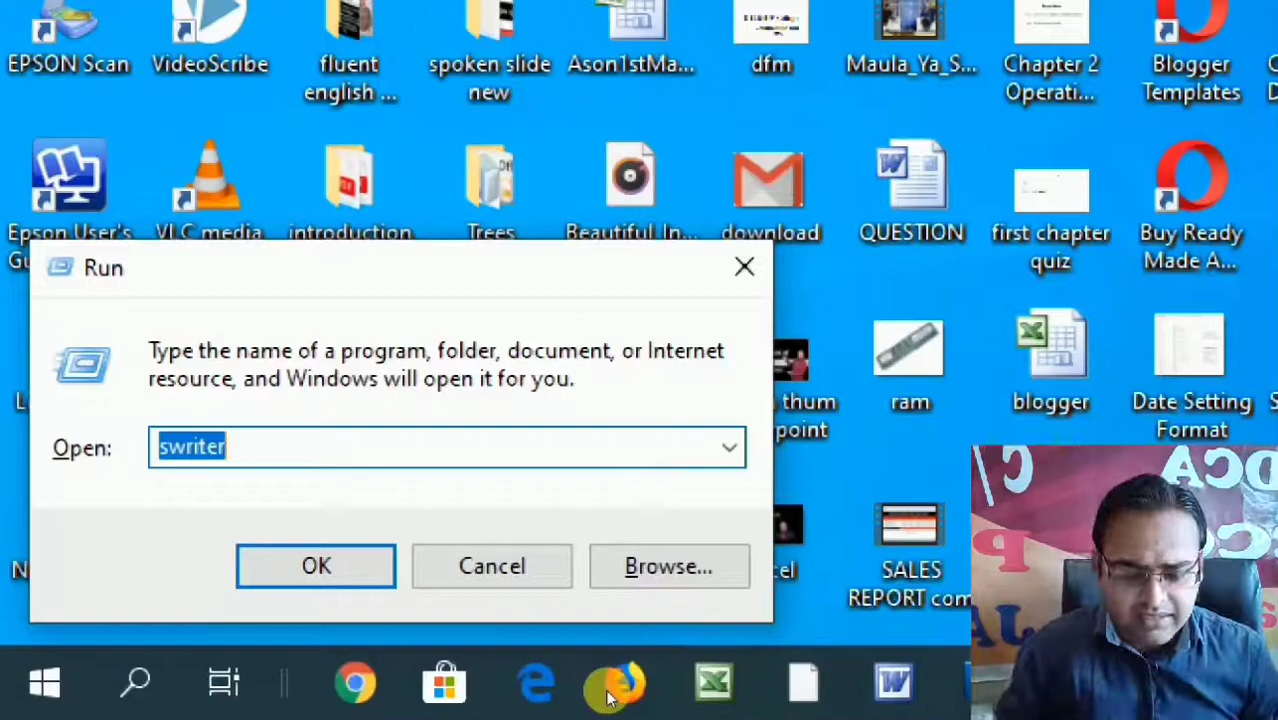 EPSON Scan
VideoScribe
fluent
english ...
spoken slide
new
Ason1stMa...
dfm
Maula_Ya_S...
Chapter 2
Operati...
Blogger
Templates
Epson User's
VLC media
introduction
Trees
Beautiful In...
download
QUESTION
first chapter
quiz
Buy Ready
Made A...
Run
Type the name of a program, folder, document, or Internet
resource, and Windows will open it for you.
Open:
swriter
OK
Cancel
Browse...
thum
ram
blogger
Date Setting
Format
SALES
REPORT com